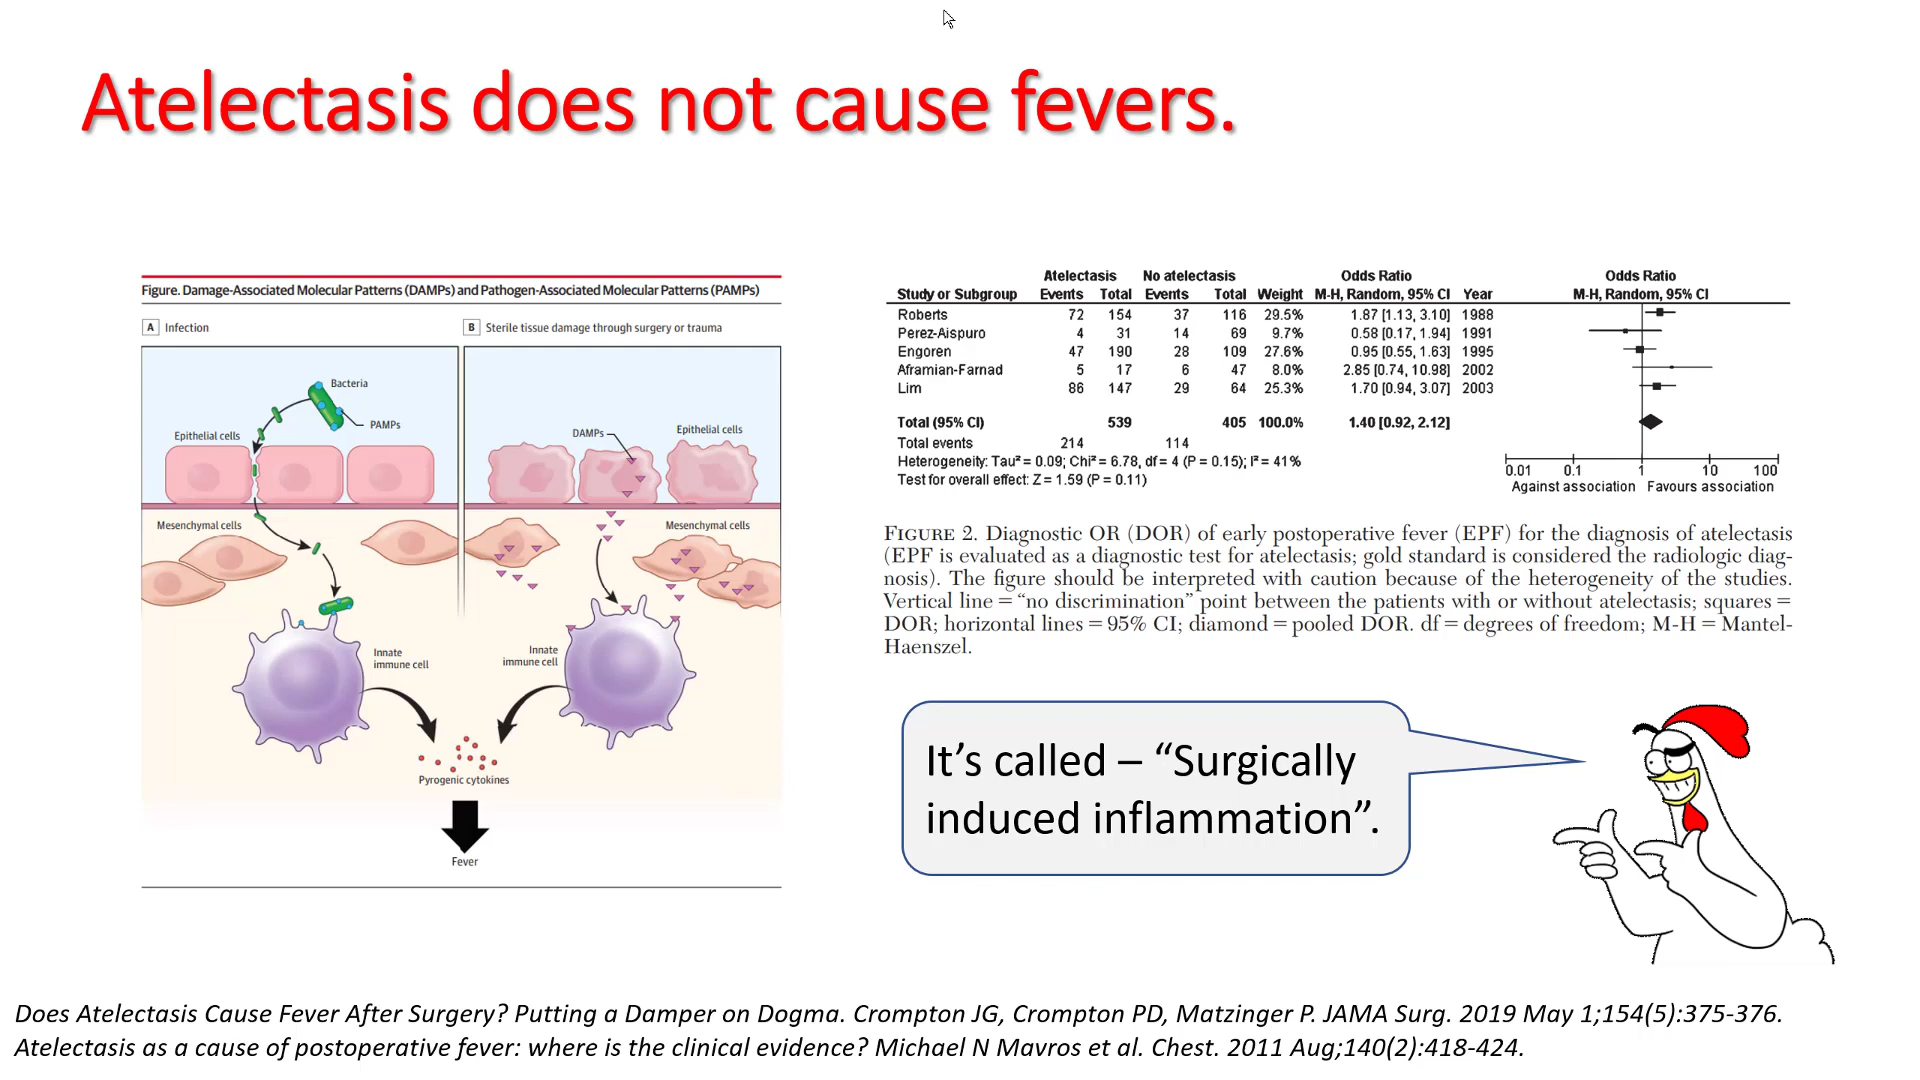 Atelectasis does not cause fevers.
Figure. Damage-Associated Molecular Patterns (DAMPs) and Pathogen-Associated Molecular Patterns (PAMPs)
A Infection
B Sterile tissue damage through surgery or trauma
Bacteria
PAMPs
Epithelial cells
DAMPs
Epithelial cells
Mesenchymal cells
Mesenchymal cells
Innate
immune cell
Innate
immune cell
Pyrogenic cytokines
Fever
Atelectasis No atelectasis Odds Ratio Odds Ratio
Study or Subgroup Events Total Events Total Weight M-H, Random, 95% CI Year M-H, Random, 95% CI
Roberts 72 154 37 116 29.5% 1.87 [1.13, 3.10] 1988
Perez-Aispuro 4 31 14 69 9.7% 0.58 [0.17, 1.94] 1991
Engoren 47 190 28 109 27.6% 0.95 [0.55, 1.63] 1995
Aframian-Farnad 5 17 6 47 8.0% 2.85 [0.74, 10.98] 2002
Lim 86 147 29 64 25.3% 1.70 [0.94, 3.07] 2003
Total (95% CI) 539 405 100.0% 1.40 [0.92, 2.12]
Total events 214 114
Heterogeneity: Tau² = 0.09; Chi² = 6.78, df = 4 (P = 0.15); I² = 41%
Test for overall effect: Z = 1.59 (P = 0.11)
0.01 0.1 1 10 100
Against association Favours association
FIGURE 2. Diagnostic OR (DOR) of early postoperative fever (EPF) for the diagnosis of atelectasis
(EPF is evaluated as a diagnostic test for atelectasis; gold standard is considered the radiologic diag-
nosis). The figure should be interpreted with caution because of the heterogeneity of the studies.
Vertical line = “no discrimination” point between the patients with or without atelectasis; squares =
DOR; horizontal lines = 95% CI; diamond = pooled DOR. df = degrees of freedom; M-H = Mantel-
Haenszel.
It’s called – “Surgically
induced inflammation”.
Does Atelectasis Cause Fever After Surgery? Putting a Damper on Dogma. Crompton JG, Crompton PD, Matzinger P. JAMA Surg. 2019 May 1;154(5):375-376.
Atelectasis as a cause of postoperative fever: where is the clinical evidence? Michael N Mavros et al. Chest. 2011 Aug;140(2):418-424.